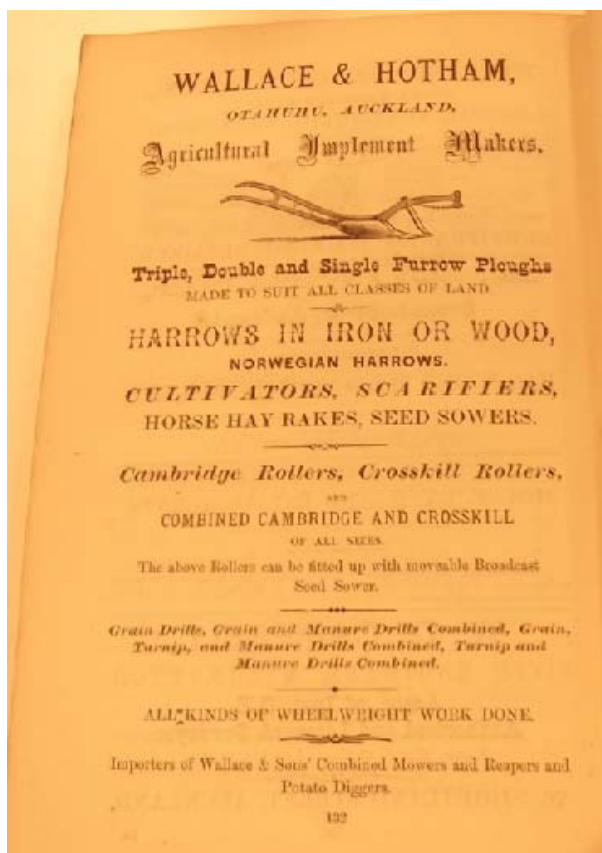 WALLACE & HOTHAM,
OTAHUHU, AUCKLAND,
Agricultural Implement Makers.
Triple, Double and Single Furrow Ploughs
MADE TO SUIT ALL CLASSES OF LAND
HARROWS IN IRON OR WOOD,
NORWEGIAN HARROWS.
CULTIVATORS, SCARIFIERS,
HORSE HAY RAKES, SEED SOWERS.
Cambridge Rollers, Crosskill Rollers,
AND
COMBINED CAMBRIDGE AND CROSSKILL
OF ALL SIZES.
The above Rollers can be fitted up with moveable Broadcast
Seed Sower.
Grain Drills, Grain and Manure Drills Combined, Grain,
Turnip, and Manure Drills Combined, Turnip and
Manure Drills Combined.
ALL KINDS OF WHEELWRIGHT WORK DONE.
Importers of Wallace & Sons' Combined Mowers and Reapers and
Potato Diggers.
132